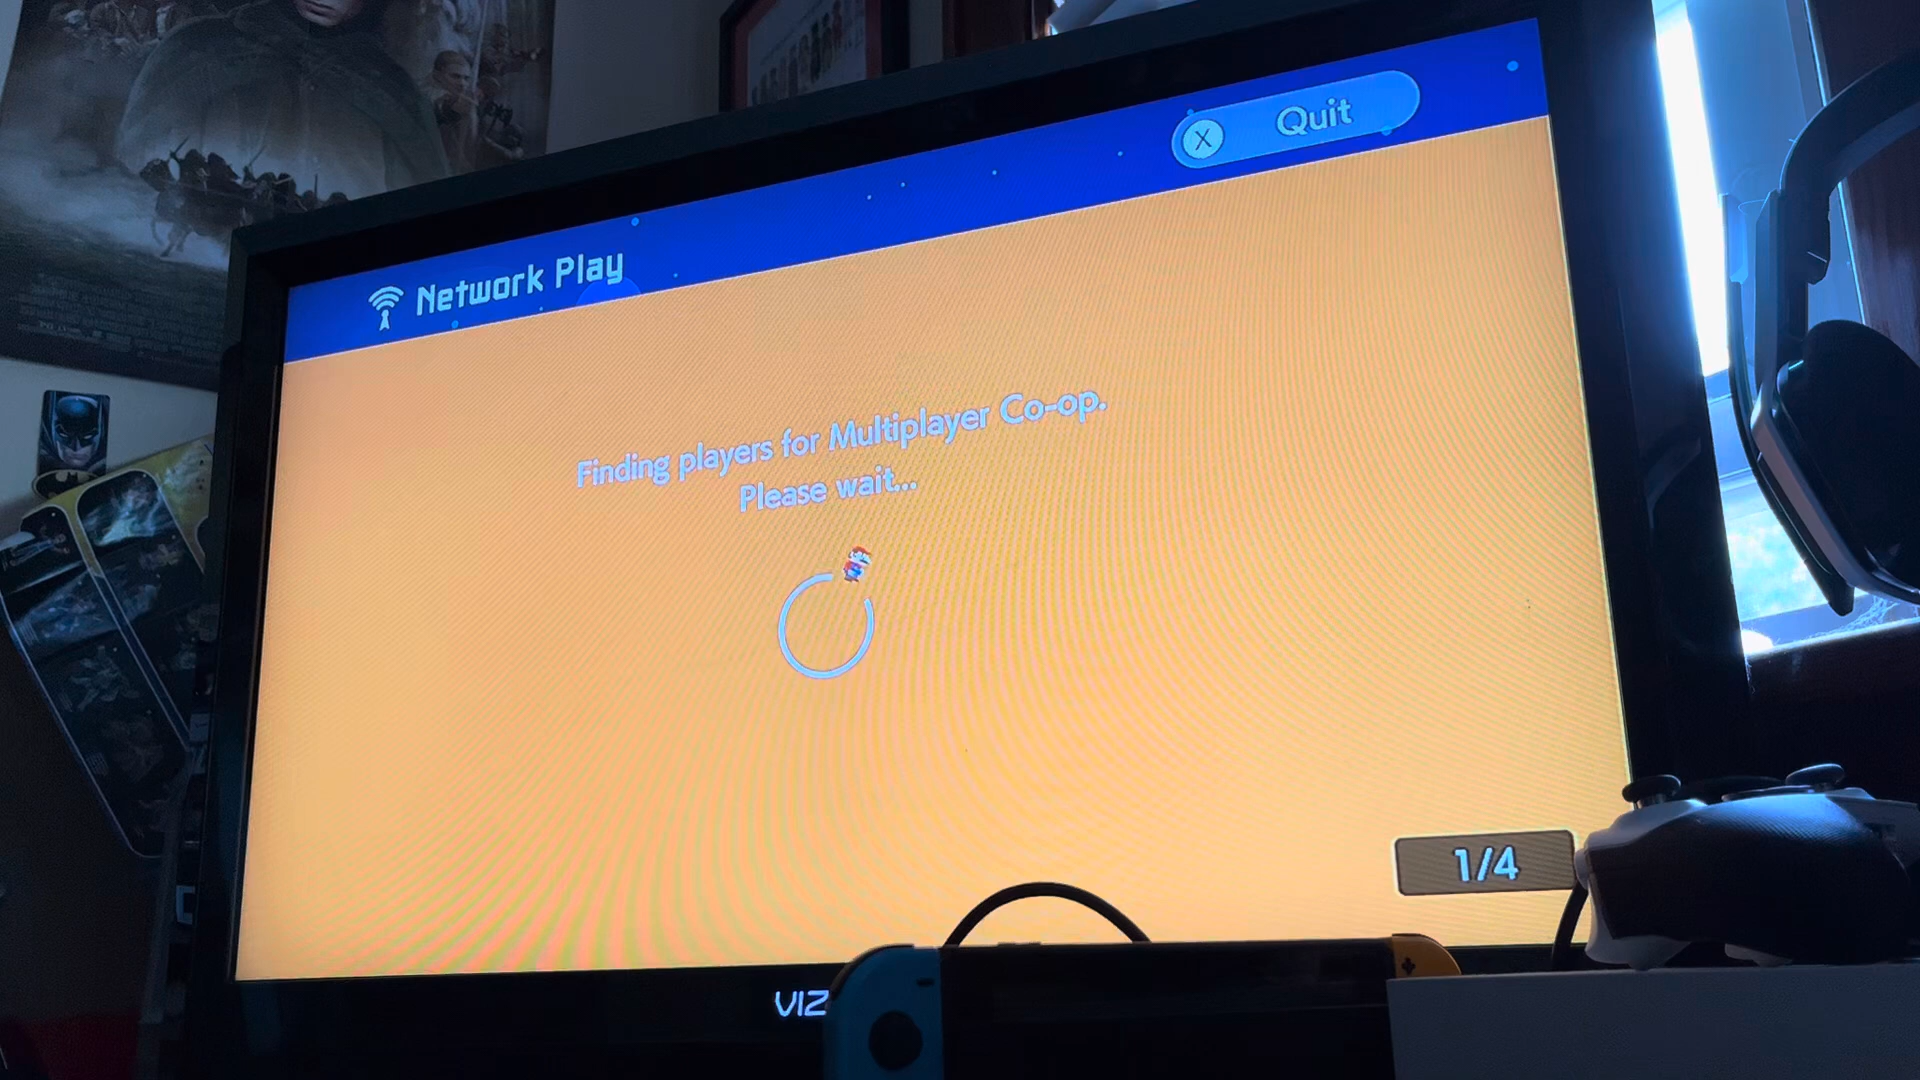 X Quit
Network Play
Finding players for Multiplayer Co-op.
Please wait...
1/4
VIZ